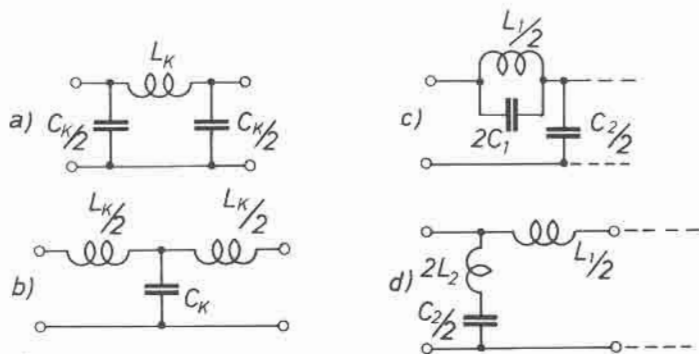 a)
L_K
C_K/2
C_K/2
b)
L_K/2
L_K/2
C_K
c)
L_1/2
2C_1
C_2/2
d)
2L_2
C_2/2
L_1/2